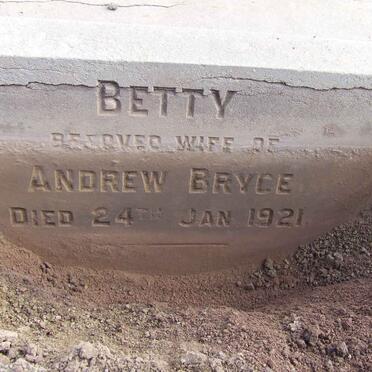 BETTY
BELOVED WIFE OF
ANDREW BRYCE
DIED 24TH JAN 1921